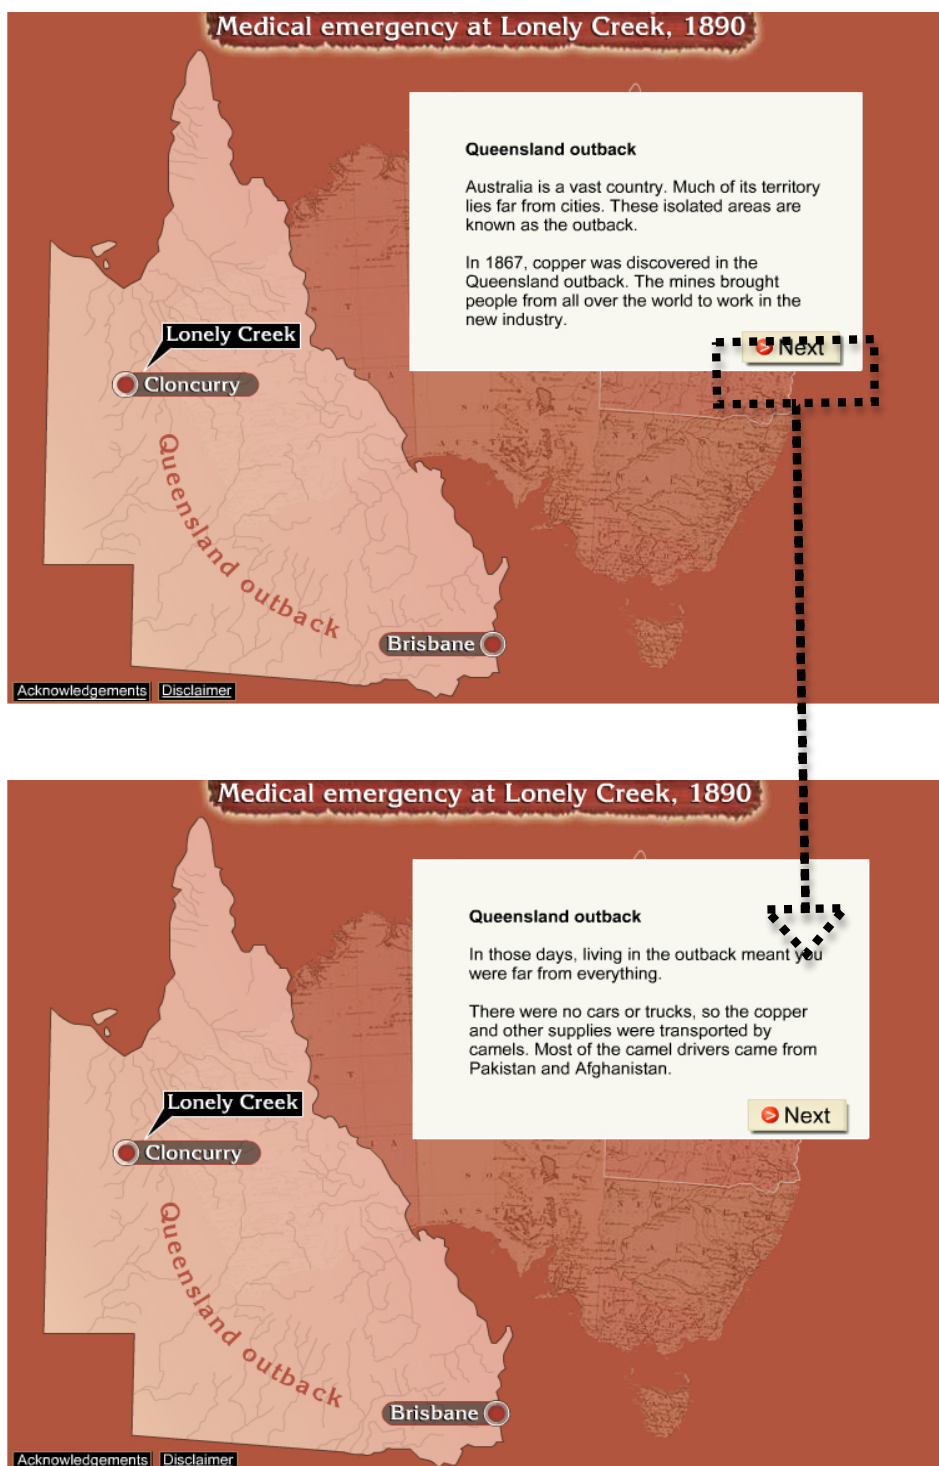 Medical emergency at Lonely Creek, 1890
Queensland outback
Australia is a vast country. Much of its territory
lies far from cities. These isolated areas are
known as the outback.
In 1867, copper was discovered in the
Queensland outback. The mines brought
people from all over the world to work in the
new industry.
Next
Lonely Creek
Cloncurry
Queensland outback
Brisbane
Acknowledgements Disclaimer
Medical emergency at Lonely Creek, 1890
Queensland outback
In those days, living in the outback meant you
were far from everything.
There were no cars or trucks, so the copper
and other supplies were transported by
camels. Most of the camel drivers came from
Pakistan and Afghanistan.
Next
Lonely Creek
Cloncurry
Queensland outback
Brisbane
Acknowledgements Disclaimer